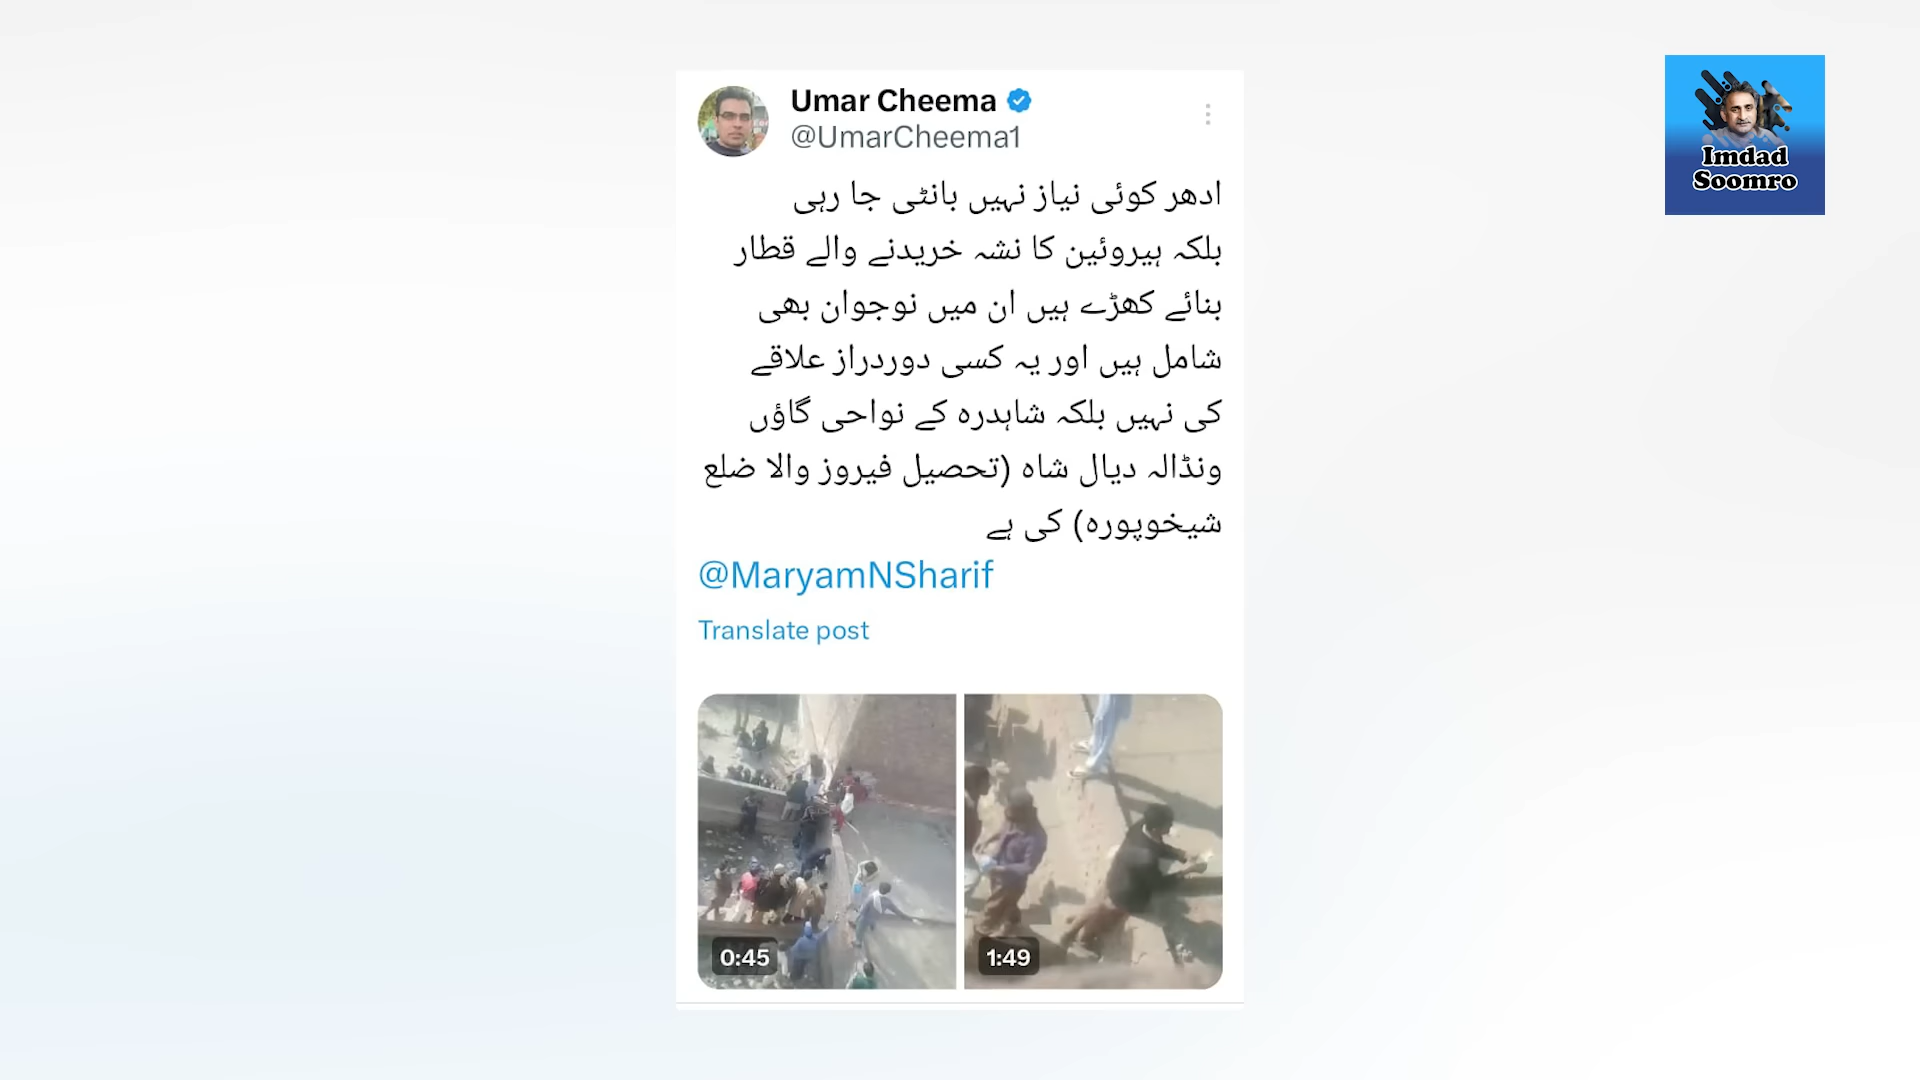 Umar Cheema
@UmarCheema1
ادھر کوئی نیاز نہیں بانٹی جا رہی
بلکہ ہیروئین کا نشہ خریدنے والے قطار
بنائے کھڑے ہیں ان میں نوجوان بھی
شامل ہیں اور یہ کسی دوردراز علاقے
کی نہیں بلکہ شاہدرہ کے نواحی گاؤں
ونڈالہ دیال شاہ (تحصیل فیروز والا ضلع
شیخوپورہ) کی ہے
@MaryamNSharif
Translate post
0:45
1:49
Imdad
Soomro